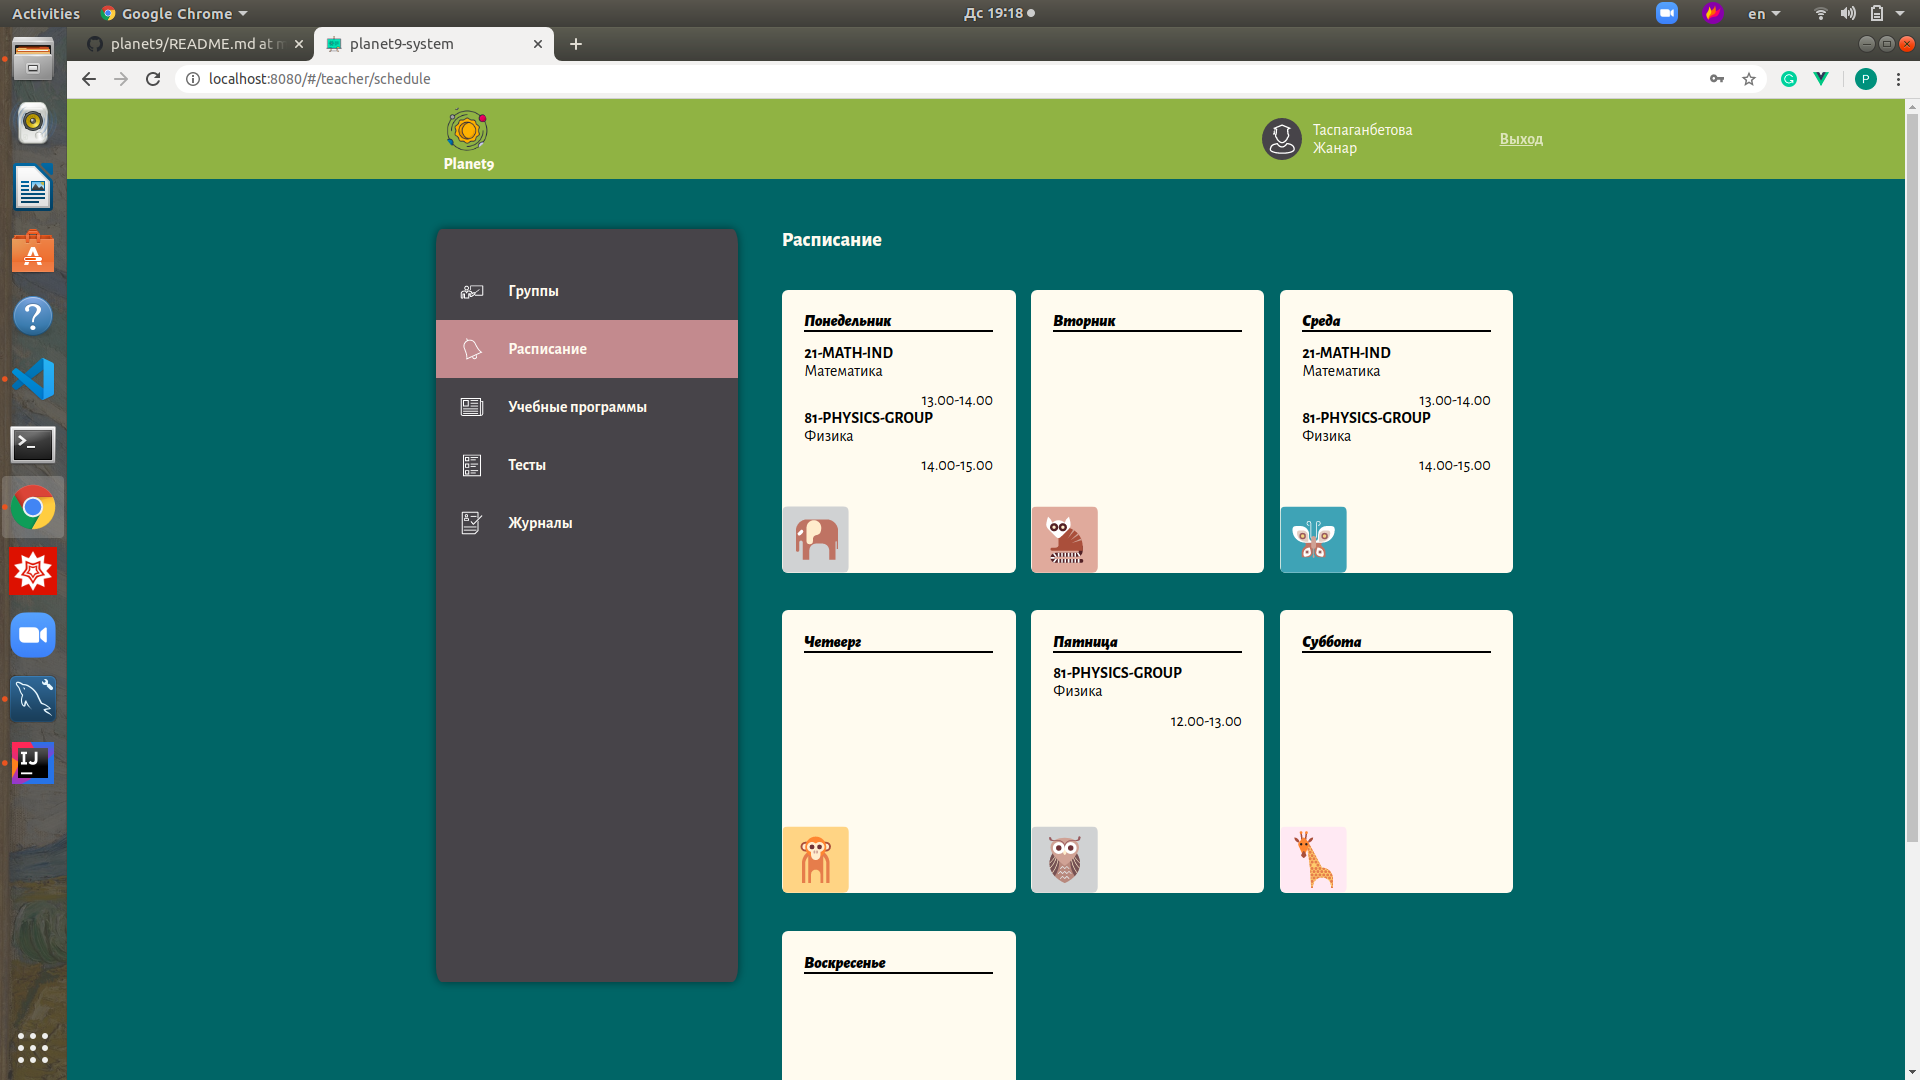 Activities
Google Chrome
Дс 19:18
en
planet9/README.md at m
planet9-system
localhost:8080/#/teacher/schedule
P
Planet9
Таспаганбетова
Жанар
Выход
Группы
Расписание
Учебные программы
Тесты
Журналы
Расписание
Понедельник
21-MATH-IND
Математика
13.00-14.00
81-PHYSICS-GROUP
Физика
14.00-15.00
Вторник
Среда
21-MATH-IND
Математика
13.00-14.00
81-PHYSICS-GROUP
Физика
14.00-15.00
Четверг
Пятница
81-PHYSICS-GROUP
Физика
12.00-13.00
Суббота
Воскресенье
IJ